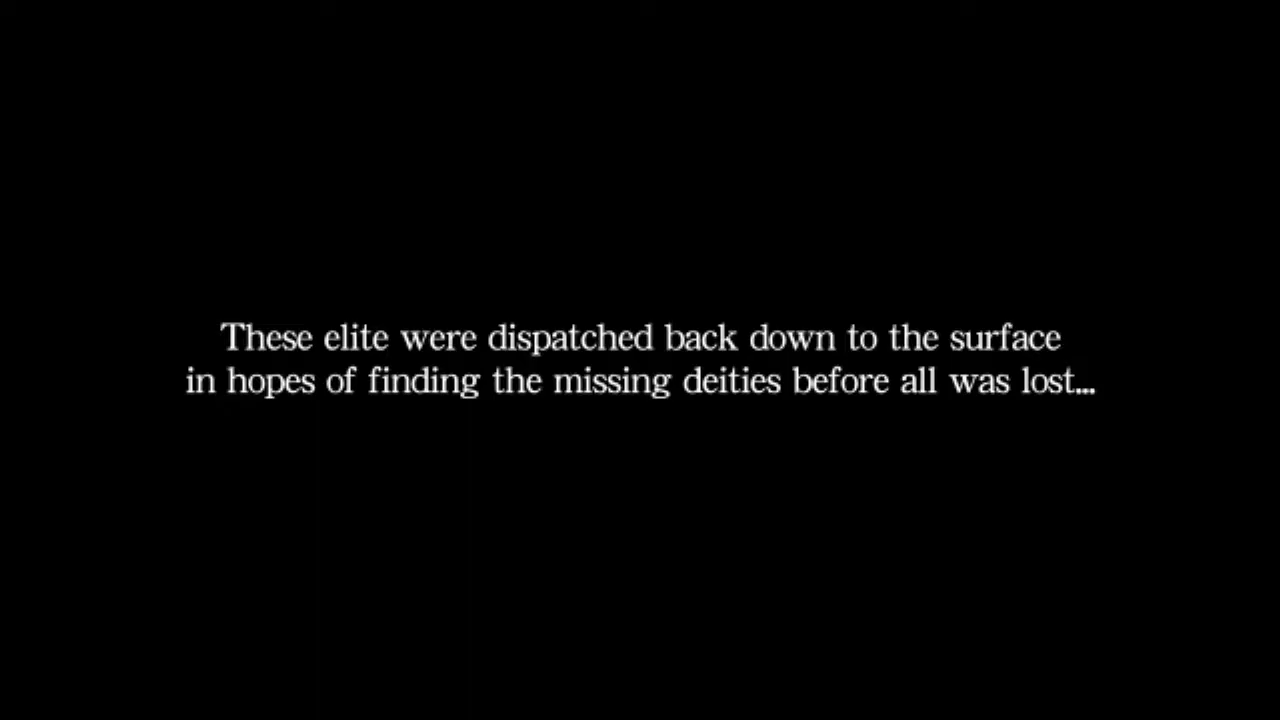 These elite were dispatched back down to the surface
in hopes of finding the missing deities before all was lost...